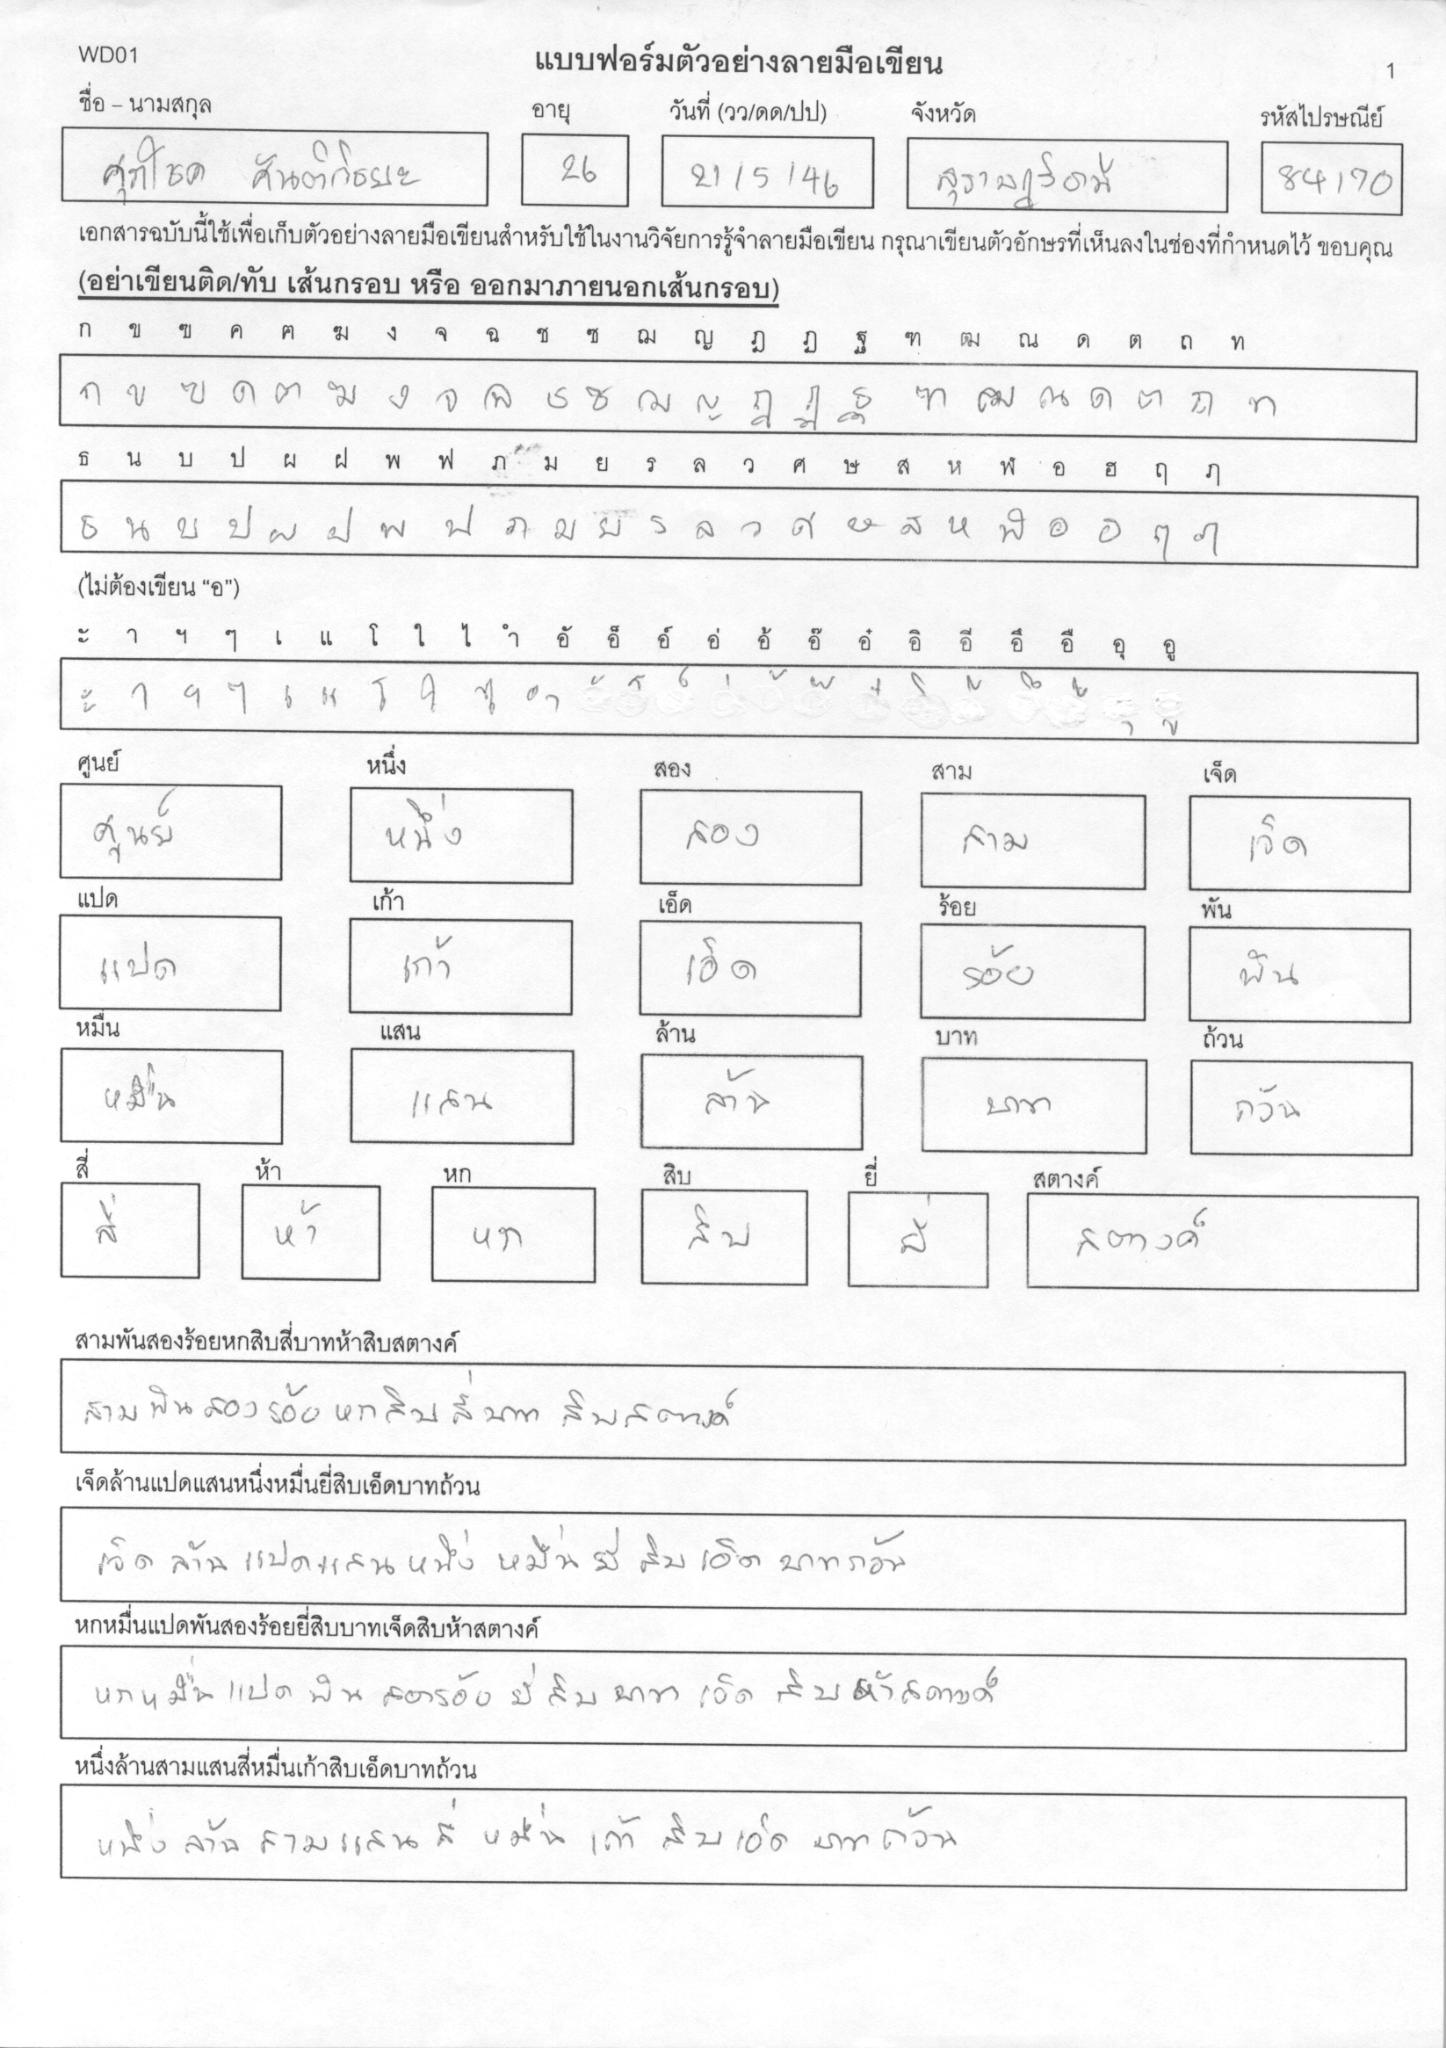 WD01 แบบฟอร์มตัวอย่างลายมือเขียน 1
ชื่อ – นามสกุล อายุ วันที่ (วว/ดด/ปป) จังหวัด รหัสไปรษณีย์
ศุภโชค 26 21/5/46 สุราษฎร์ธานี 84170
เอกสารฉบับนี้ใช้เพื่อเก็บตัวอย่างลายมือเขียนสำหรับใช้ในงานวิจัยการรู้จำลายมือเขียน กรุณาเขียนตัวอักษรที่เห็นลงในช่องที่กำหนดไว้ ขอบคุณ
(อย่าเขียนติด/ทับ เส้นกรอบ หรือ ออกมาภายนอกเส้นกรอบ)
ก ข ฃ ค ฅ ฆ ง จ ฉ ช ซ ฌ ญ ฎ ฏ ฐ ฑ ฒ ณ ด ต ถ ท
ก ข ฃ ค ฅ ฆ ง จ ฉ ช ซ ฌ ญ ฎ ฏ ฐ ฑ ฒ ณ ด ต ถ ท
ธ น บ ป ผ ฝ พ ฟ ภ ม ย ร ล ว ศ ษ ส ห ฬ อ ฮ ฤ ฦ
ธ น บ ป ผ ฝ พ ฟ ภ ม ย ร ล ว ศ ษ ส ห ฬ อ ฮ ฤ ฦ
(ไม่ต้องเขียน “อ”)
ะ า ฯ ๆ เ แ โ ใ ไ ำ อั อ็ อ์ อ่ อ้ อ๊ อ๋ อิ อี อึ อื อุ อู
ะ า ฯ ๆ เ แ โ ใ ไ ำ ั ็ ์ ่ ้ ๊ ๋ ิ ี ึ ื ุ ู
ศูนย์ หนึ่ง สอง สาม เจ็ด
ศูนย์ หนึ่ง สอง สาม เจ็ด
แปด เก้า เอ็ด ร้อย พัน
แปด เก้า เอ็ด ร้อย พัน
หมื่น แสน ล้าน บาท ถ้วน
หมื่น แสน ล้าน บาท ถ้วน
สี่ ห้า หก สิบ ยี่ สตางค์
สี่ ห้า หก สิบ ยี่ สตางค์
สามพันสองร้อยหกสิบสี่บาทห้าสิบสตางค์
สามพันสองร้อยหกสิบสี่บาท สิบสตางค์
เจ็ดล้านแปดแสนหนึ่งหมื่นยี่สิบเอ็ดบาทถ้วน
เจ็ด ล้าน แปดแสน หนึ่ง หมื่น ยี่ สิบ เอ็ด บาทถ้วน
หกหมื่นแปดพันสองร้อยยี่สิบบาทเจ็ดสิบห้าสตางค์
หกหมื่น แปด พัน สองร้อย ยี่ สิบ บาท เจ็ด สิบ ห้าสตางค์
หนึ่งล้านสามแสนสี่หมื่นเก้าสิบเอ็ดบาทถ้วน
หนึ่ง ล้าน สามแสน สี่ หมื่น เก้า สิบ เอ็ด บาทถ้วน